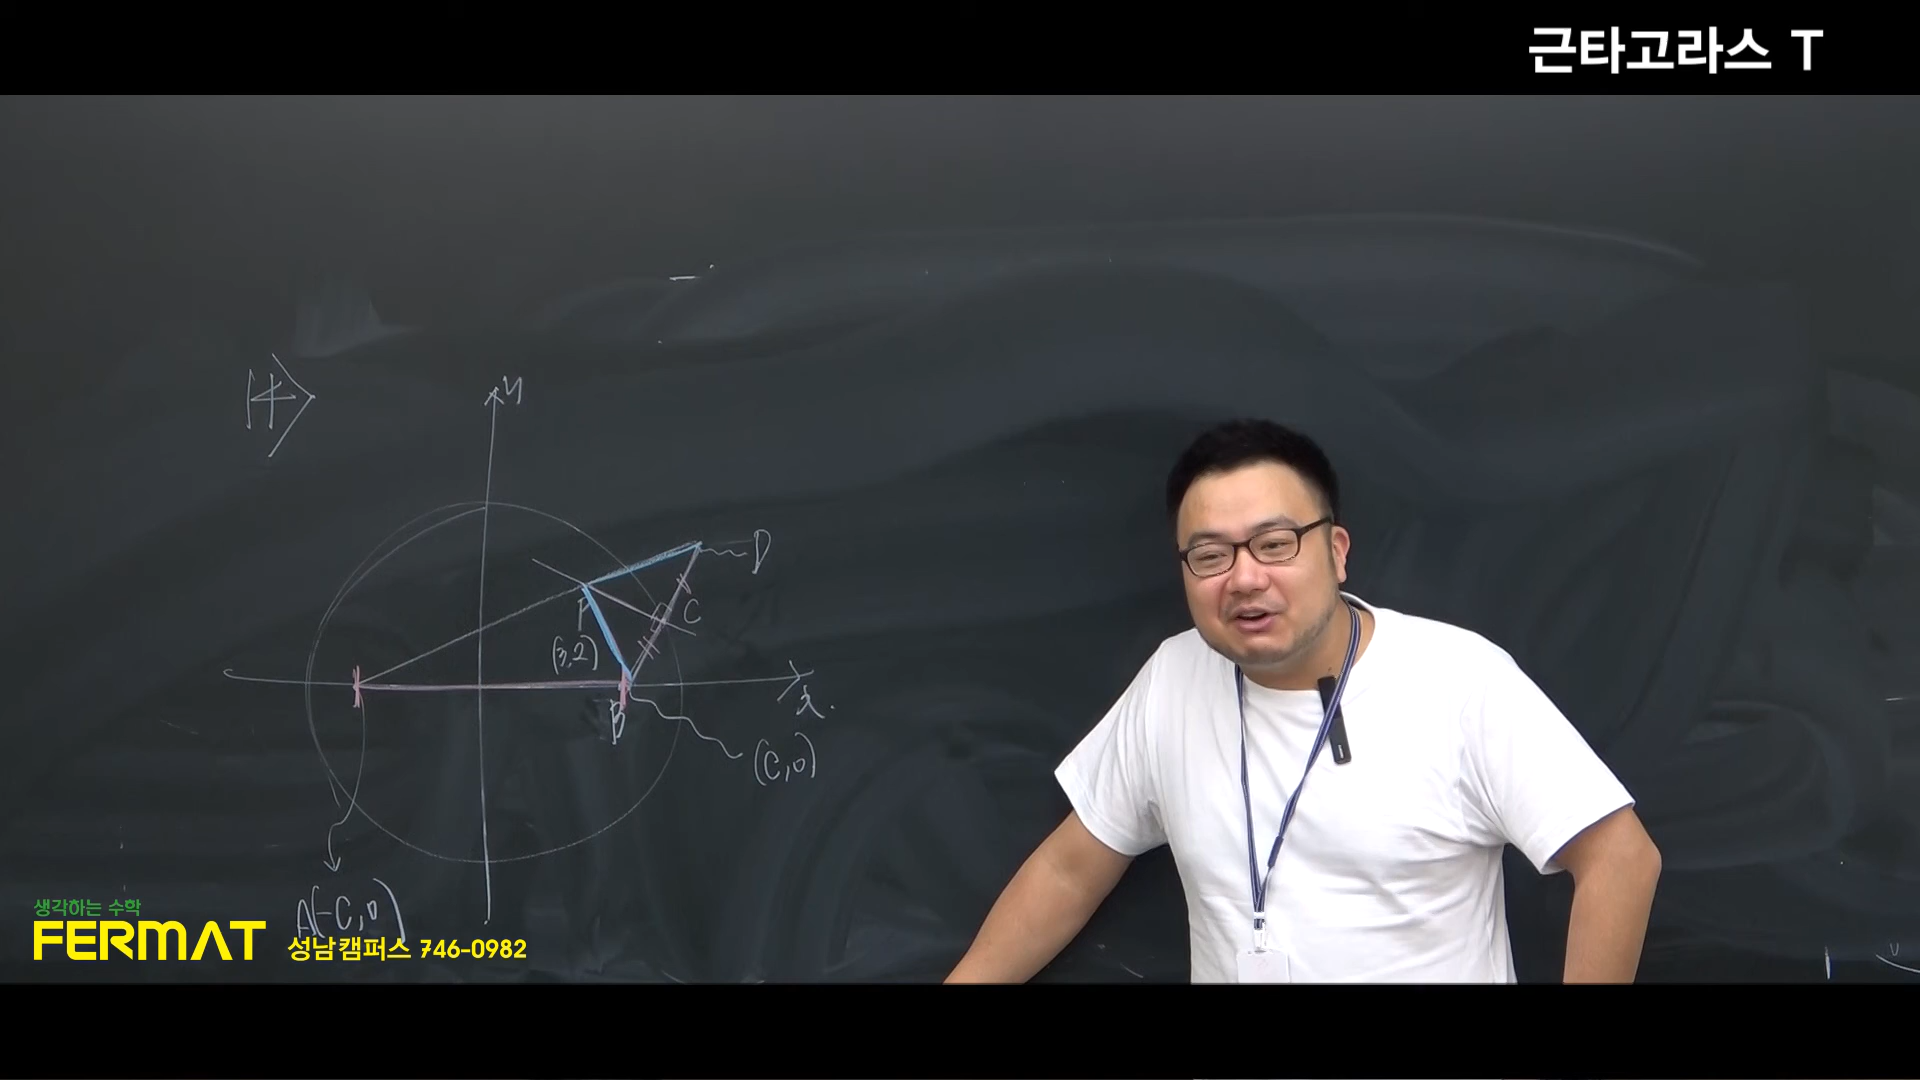 근타고라스 T
y
D
P
C
(3,2)
x.
B
(C,0)
A(-C,0)
생각하는 수학
FERMAT 성남캠퍼스 746-0982